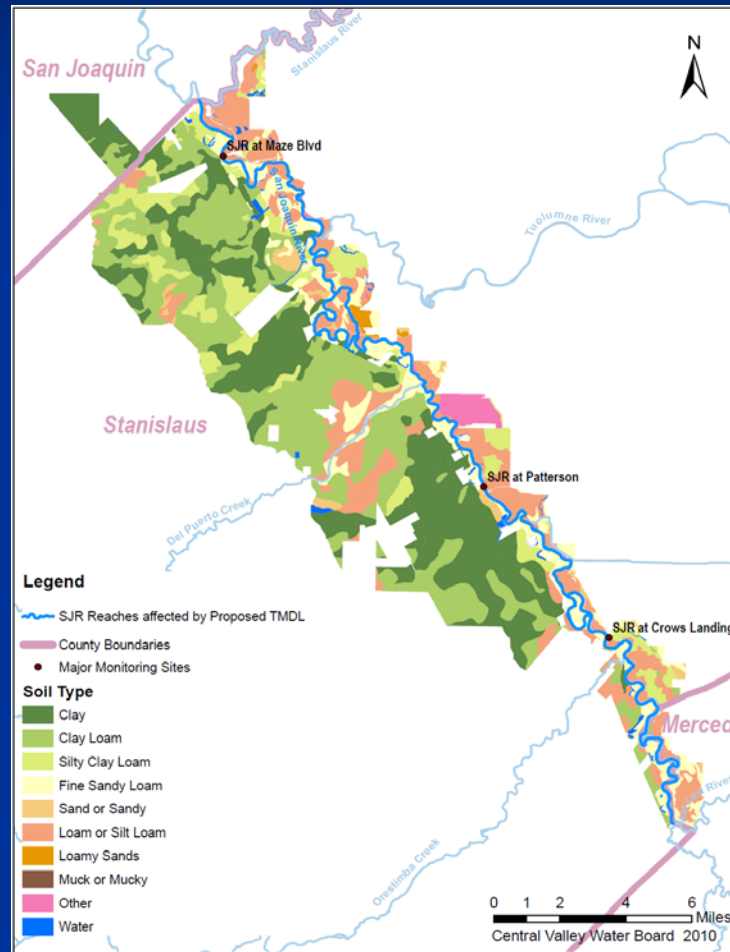 San Joaquin
Stanislaus River
N
SJR at Maze Blvd
San Joaquin River
Tuolumne River
Stanislaus
SJR at Patterson
Del Puerto Creek
SJR at Crows Landing
Merced
River
Orestimba Creek
Legend
SJR Reaches affected by Proposed TMDL
County Boundaries
Major Monitoring Sites
Soil Type
Clay
Clay Loam
Silty Clay Loam
Fine Sandy Loam
Sand or Sandy
Loam or Silt Loam
Loamy Sands
Muck or Mucky
Other
Water
0 1 2 3 4 5 6
Miles
Central Valley Water Board 2010